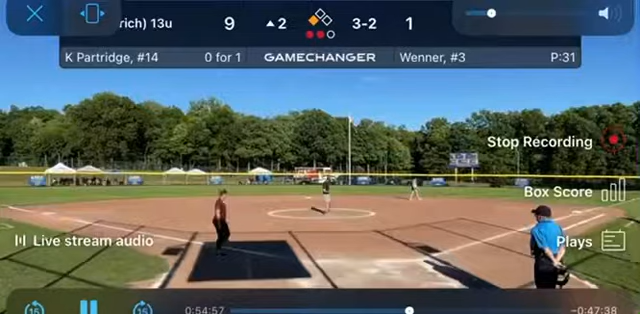 rich) 13u 9 ▲2 3-2 1
K Partridge, #14 0 for 1 GAMECHANGER Wenner, #3 P:31
Stop Recording
Box Score
Live stream audio
Plays
15 15 0:54:57 −0:47:38